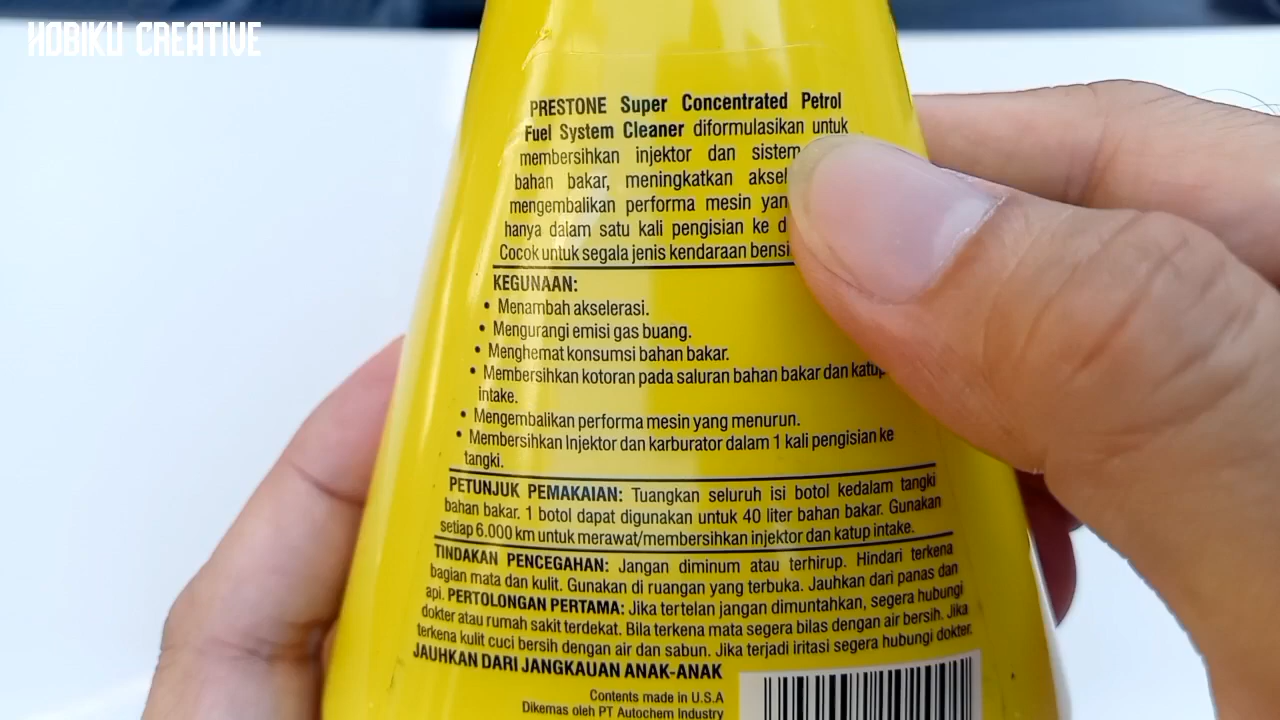 HOBIKU CREATIVE
PRESTONE Super Concentrated Petrol
Fuel System Cleaner diformulasikan untuk
membersihkan injektor dan sistem
bahan bakar, meningkatkan
mengembalikan performa mesin
hanya dalam satu kali pengisian ke
Cocok untuk segala jenis kendaraan
KEGUNAAN:
• Menambah akselerasi.
• Mengurangi emisi gas buang.
• Menghemat konsumsi bahan bakar.
• Membersihkan kotoran pada saluran bahan bakar dan katup
intake.
• Mengembalikan performa mesin yang menurun.
• Membersihkan Injektor dan karburator dalam 1 kali pengisian ke
tangki.
PETUNJUK PEMAKAIAN: Tuangkan seluruh isi botol kedalam tangki
bahan bakar. 1 botol dapat digunakan untuk 40 liter bahan bakar. Gunakan
setiap 6.000 km untuk merawat/membersihkan injektor dan katup intake.
TINDAKAN PENCEGAHAN: Jangan diminum atau terhirup. Hindari terkena
bagian mata dan kulit. Gunakan di ruangan yang terbuka. Jauhkan dari panas dan
api. PERTOLONGAN PERTAMA: Jika tertelan jangan dimuntahkan, segera hubungi
dokter atau rumah sakit terdekat. Bila terkena mata segera bilas dengan air bersih. Jika
terkena kulit cuci bersih dengan air dan sabun. Jika terjadi iritasi segera hubungi dokter.
JAUHKAN DARI JANGKAUAN ANAK-ANAK
Contents made in U.S.A
Dikemas oleh PT Autochem Industry